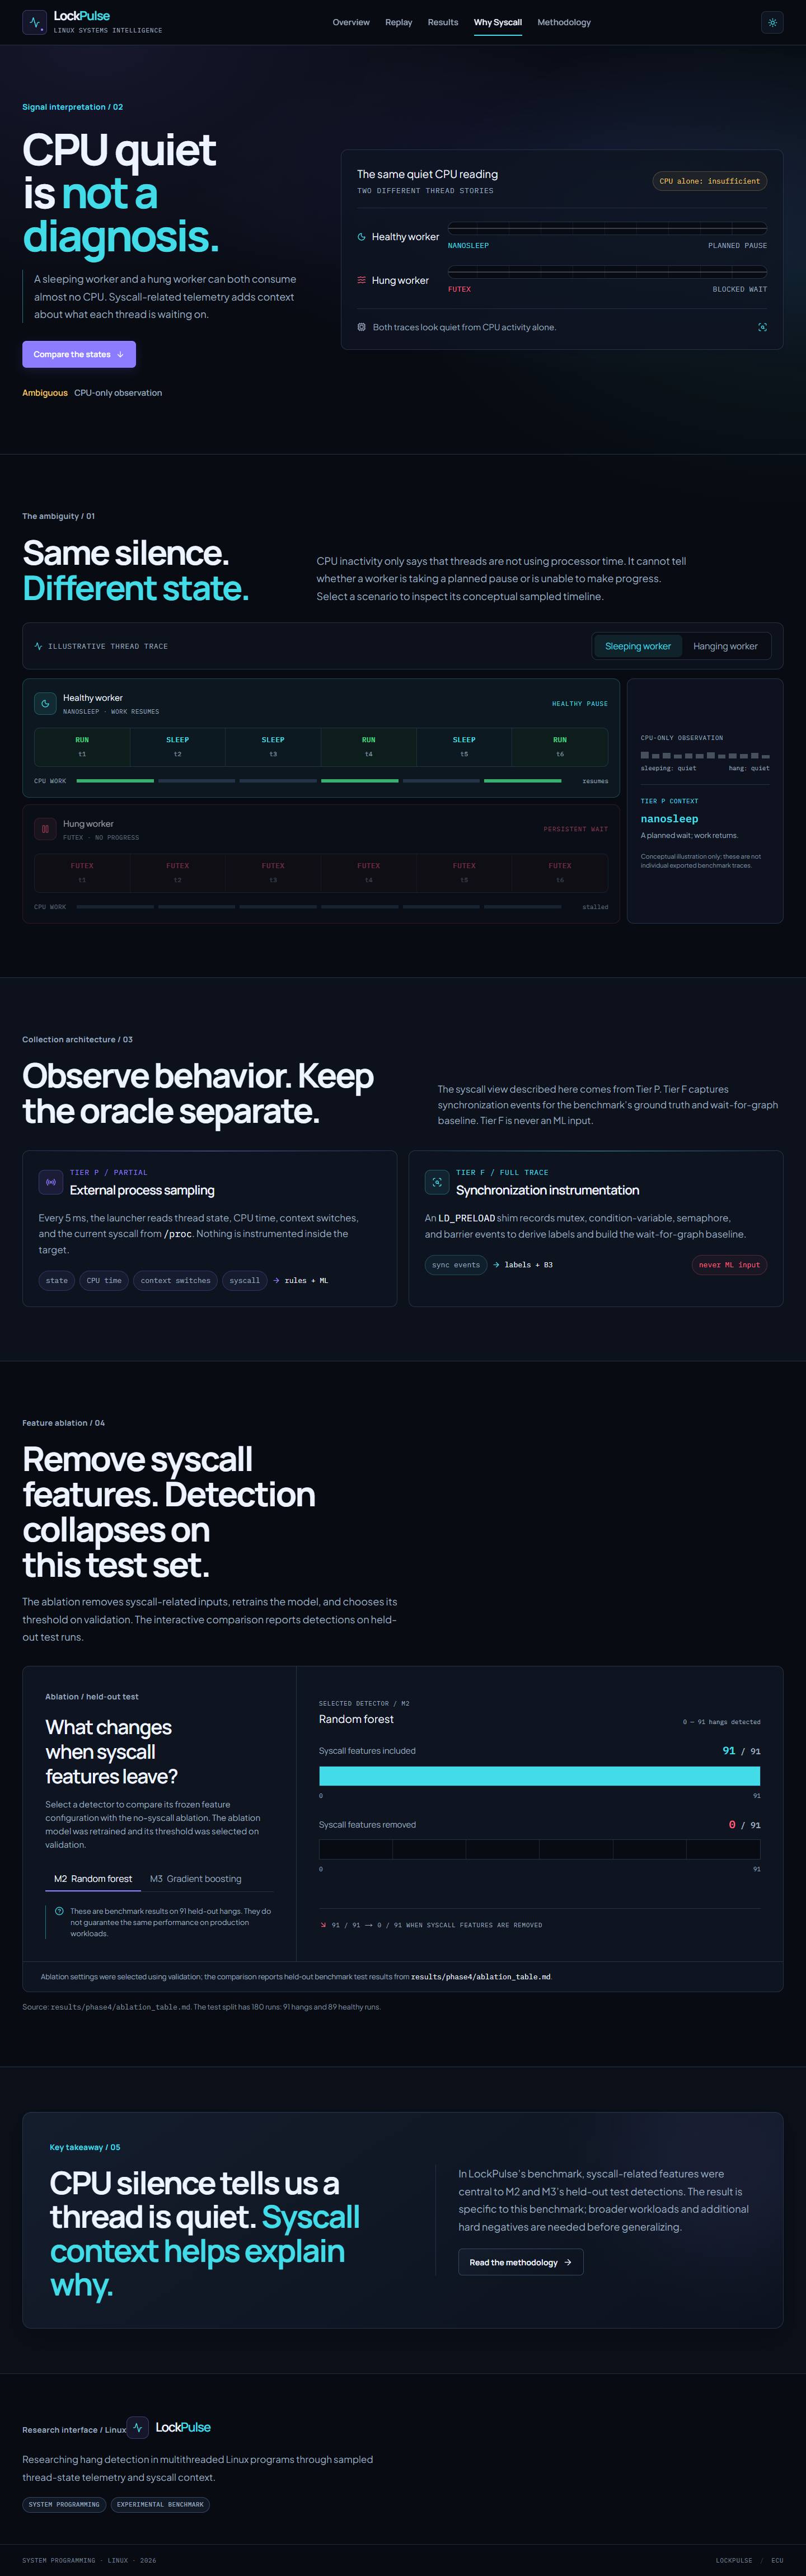 LockPulse
LINUX SYSTEMS INTELLIGENCE
Overview
Replay
Results
Why Syscall
Methodology
Signal interpretation / 02
CPU quiet
is not a
diagnosis.
A sleeping worker and a hung worker can both consume
almost no CPU. Syscall-related telemetry adds context
about what each thread is waiting on.
Compare the states
Ambiguous CPU-only observation
The same quiet CPU reading
TWO DIFFERENT THREAD STORIES
CPU alone: insufficient
Healthy worker
NANOSLEEP
PLANNED PAUSE
Hung worker
FUTEX
BLOCKED WAIT
Both traces look quiet from CPU activity alone.
The ambiguity / 01
Same silence.
Different state.
CPU inactivity only says that threads are not using processor time. It cannot tell
whether a worker is taking a planned pause or is unable to make progress.
Select a scenario to inspect its conceptual sampled timeline.
ILLUSTRATIVE THREAD TRACE
Sleeping worker
Hanging worker
Healthy worker
NANOSLEEP · WORK RESUMES
HEALTHY PAUSE
RUN SLEEP SLEEP RUN SLEEP RUN
t1 t2 t3 t4 t5 t6
CPU WORK
resumes
Hung worker
FUTEX · NO PROGRESS
PERSISTENT WAIT
FUTEX FUTEX FUTEX FUTEX FUTEX FUTEX
t1 t2 t3 t4 t5 t6
CPU WORK
stalled
CPU-ONLY OBSERVATION
sleeping: quiet
hang: quiet
TIER P CONTEXT
nanosleep
A planned wait; work returns.
Conceptual illustration only; these are not
individual exported benchmark traces.
Collection architecture / 03
Observe behavior. Keep
the oracle separate.
The syscall view described here comes from Tier P. Tier F captures
synchronization events for the benchmark's ground truth and wait-for-graph
baseline. Tier F is never an ML input.
TIER P / PARTIAL
External process sampling
Every 5 ms, the launcher reads thread state, CPU time, context switches,
and the current syscall from /proc. Nothing is instrumented inside the
target.
state
CPU time
context switches
syscall
→ rules + ML
TIER F / FULL TRACE
Synchronization instrumentation
An LD_PRELOAD shim records mutex, condition-variable, semaphore,
and barrier events to derive labels and build the wait-for-graph baseline.
sync events
→ labels + B3
never ML input
Feature ablation / 04
Remove syscall
features. Detection
collapses on
this test set.
The ablation removes syscall-related inputs, retrains the model, and chooses its
threshold on validation. The interactive comparison reports detections on held-
out test runs.
Ablation / held-out test
What changes
when syscall
features leave?
Select a detector to compare its frozen feature
configuration with the no-syscall ablation. The ablation
model was retrained and its threshold was selected on
validation.
M2 Random forest
M3 Gradient boosting
These are benchmark results on 91 held-out hangs. They do
not guarantee the same performance on production
workloads.
SELECTED DETECTOR / M2
Random forest
0 — 91 hangs detected
Syscall features included
91 / 91
0
91
Syscall features removed
0 / 91
0
91
91 / 91 → 0 / 91 WHEN SYSCALL FEATURES ARE REMOVED
Ablation settings were selected using validation; the comparison reports held-out benchmark test results from results/phase4/ablation_table.md.
Source: results/phase4/ablation_table.md. The test split has 180 runs: 91 hangs and 89 healthy runs.
Key takeaway / 05
CPU silence tells us a
thread is quiet. Syscall
context helps explain
why.
In LockPulse's benchmark, syscall-related features were
central to M2 and M3's held-out test detections. The result is
specific to this benchmark; broader workloads and additional
hard negatives are needed before generalizing.
Read the methodology →
Research interface / Linux
LockPulse
Researching hang detection in multithreaded Linux programs through sampled
thread-state telemetry and syscall context.
SYSTEM PROGRAMMING
EXPERIMENTAL BENCHMARK
SYSTEM PROGRAMMING · LINUX · 2026
LOCKPULSE / ECU